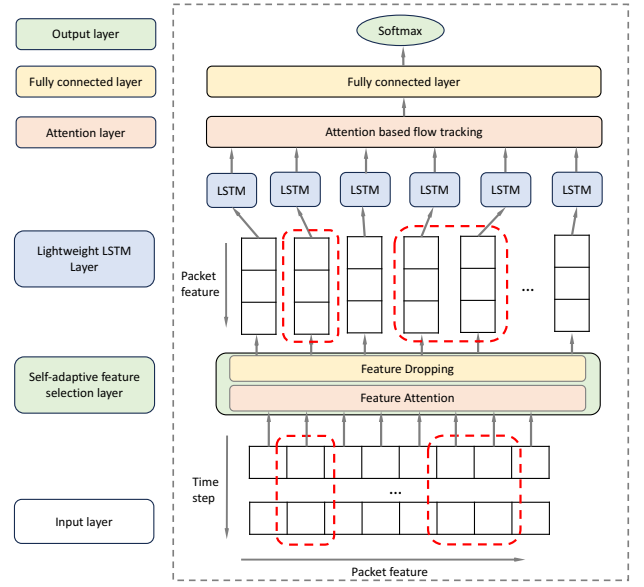 Output layer
Softmax
Fully connected layer
Fully connected layer
Attention layer
Attention based flow tracking
LSTM
LSTM
LSTM
LSTM
LSTM
LSTM
Lightweight LSTM
Layer
Packet
feature
...
Self-adaptive feature
selection layer
Feature Dropping
Feature Attention
Time
step
...
Input layer
Packet feature